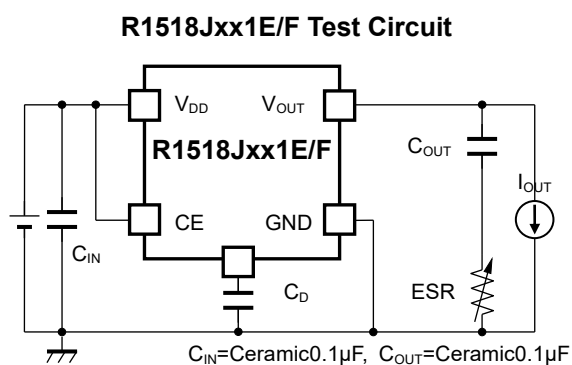 R1518Jxx1E/F Test Circuit
VDD VOUT
R1518Jxx1E/F
COUT
IOUT
CE GND
CIN
CD ESR
CIN=Ceramic0.1μF, COUT=Ceramic0.1μF